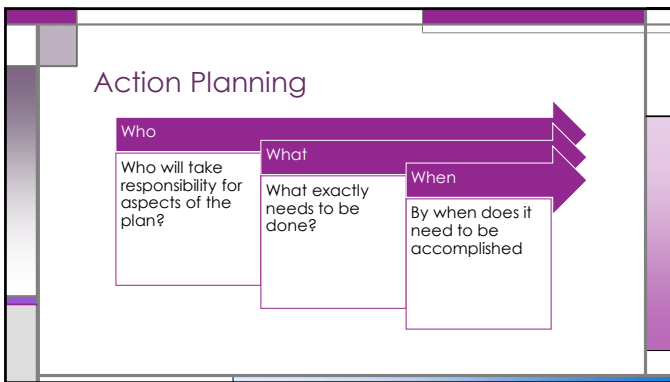 Action Planning
Who
Who will take
responsibility for
aspects of the
plan?
What
What exactly
needs to be
done?
When
By when does it
need to be
accomplished